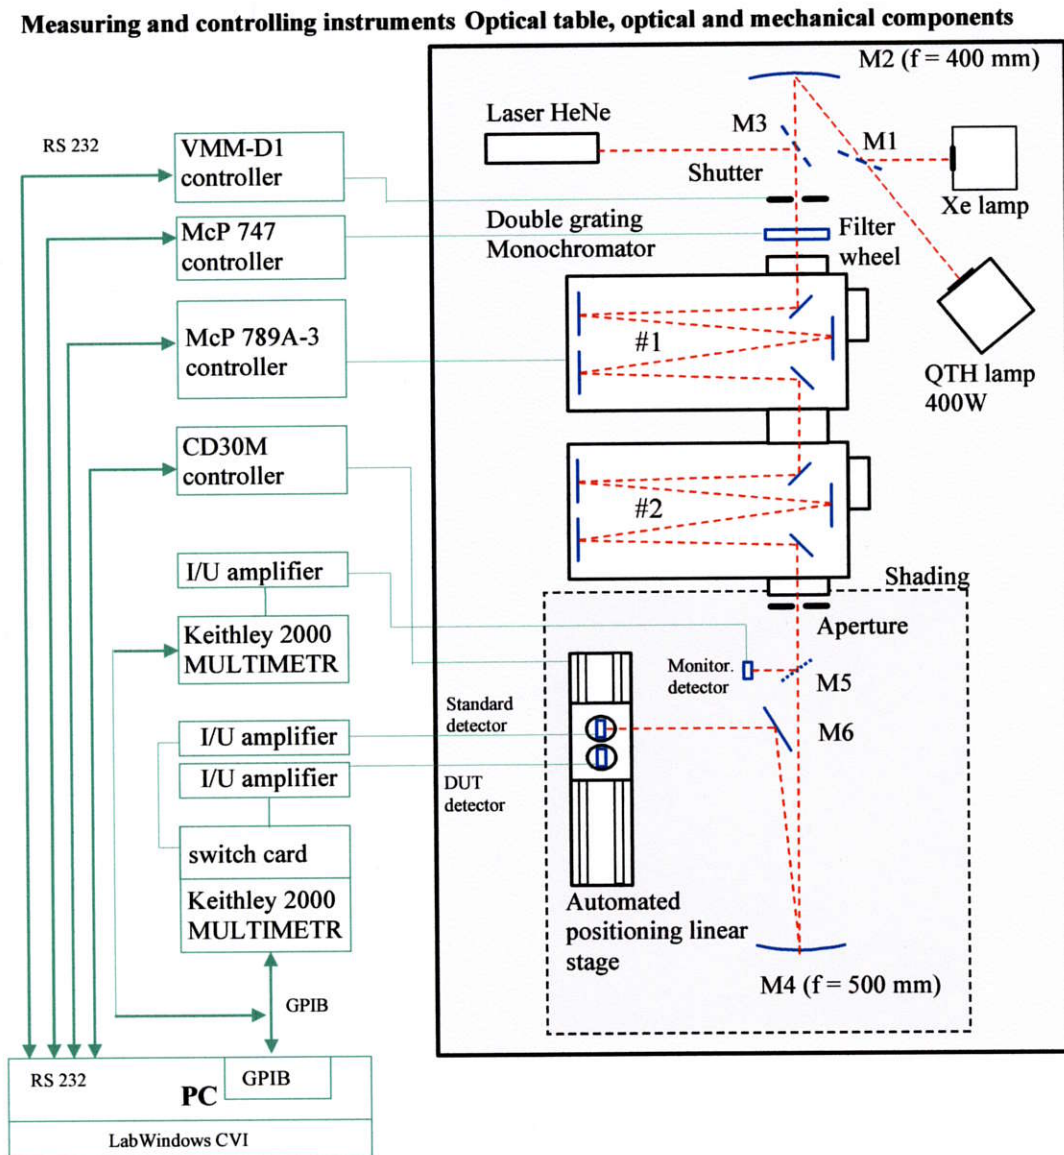 Measuring and controlling instruments Optical table, optical and mechanical components
M2 (f = 400 mm)
Laser HeNe
M3
M1
RS 232
VMM-D1
controller
Shutter
Xe lamp
McP 747
controller
Double grating
Monochromator
Filter
wheel
McP 789A-3
controller
#1
QTH lamp
400W
CD30M
controller
#2
I/U amplifier
Shading
Keithley 2000
MULTIMETR
Aperture
Monitor.
detector
M5
Standard
detector
M6
I/U amplifier
I/U amplifier
DUT
detector
switch card
Keithley 2000
MULTIMETR
Automated
positioning linear
stage
M4 (f = 500 mm)
GPIB
RS 232
GPIB
PC
LabWindows CVI